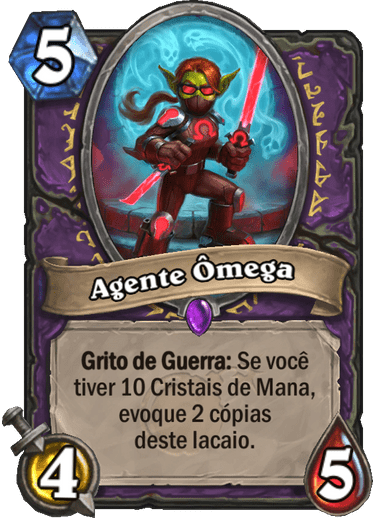 5
Agente Ômega
Grito de Guerra: Se você
tiver 10 Cristais de Mana,
evoque 2 cópias
deste lacaio.
4
5